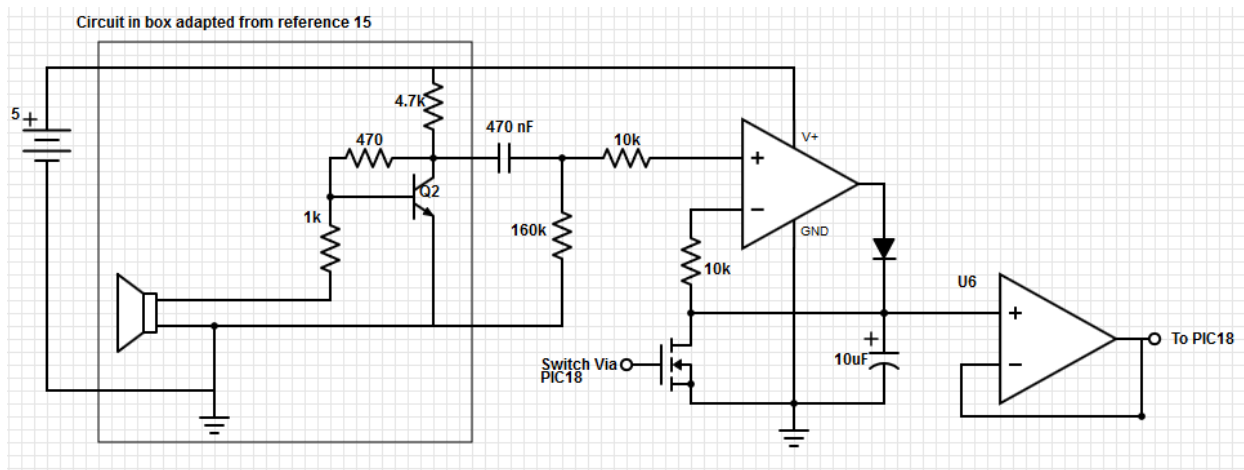 Circuit in box adapted from reference 15
5
4.7k
470
470 nF
10k
V+
Q2
1k
160k
GND
10k
U6
Switch Via
PIC18
10uF
To PIC18